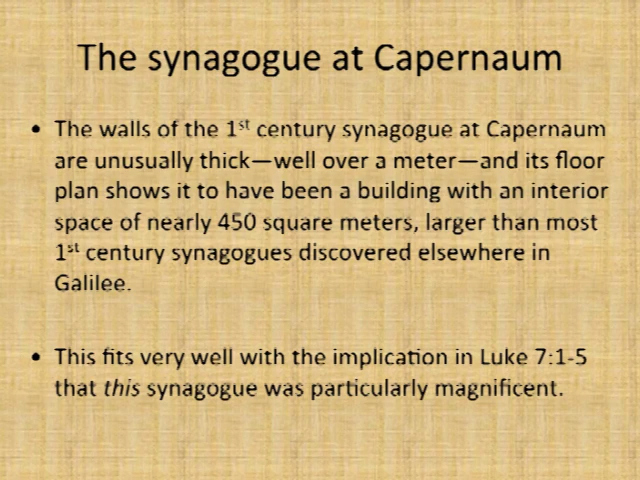 The synagogue at Capernaum
• The walls of the 1st century synagogue at Capernaum
are unusually thick—well over a meter—and its floor
plan shows it to have been a building with an interior
space of nearly 450 square meters, larger than most
1st century synagogues discovered elsewhere in
Galilee.
• This fits very well with the implication in Luke 7:1-5
that this synagogue was particularly magnificent.